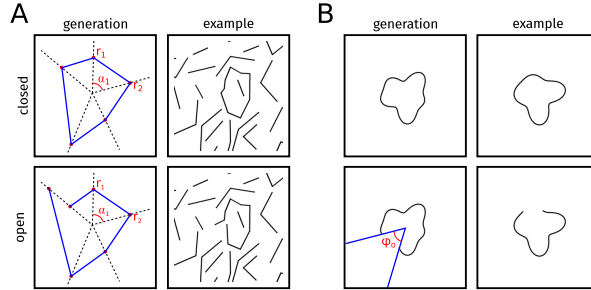 A
generation
example
B
generation
example
closed
r1
α1
r2
open
r1
α1
r2
φo